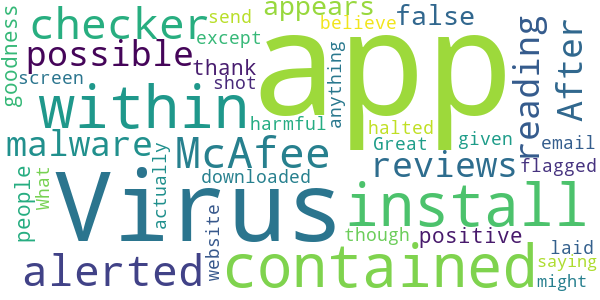 goodness
screen
checker
possible
send
except
thank
shot
appears
believe
false
anything
reading
After
app
within
malware
McAfee
harmful
halted
Great
given
email
flagged
reviews
people
What
Virus
actually
downloaded
install
website
though
positive
laid
saying
might
alerted
contained